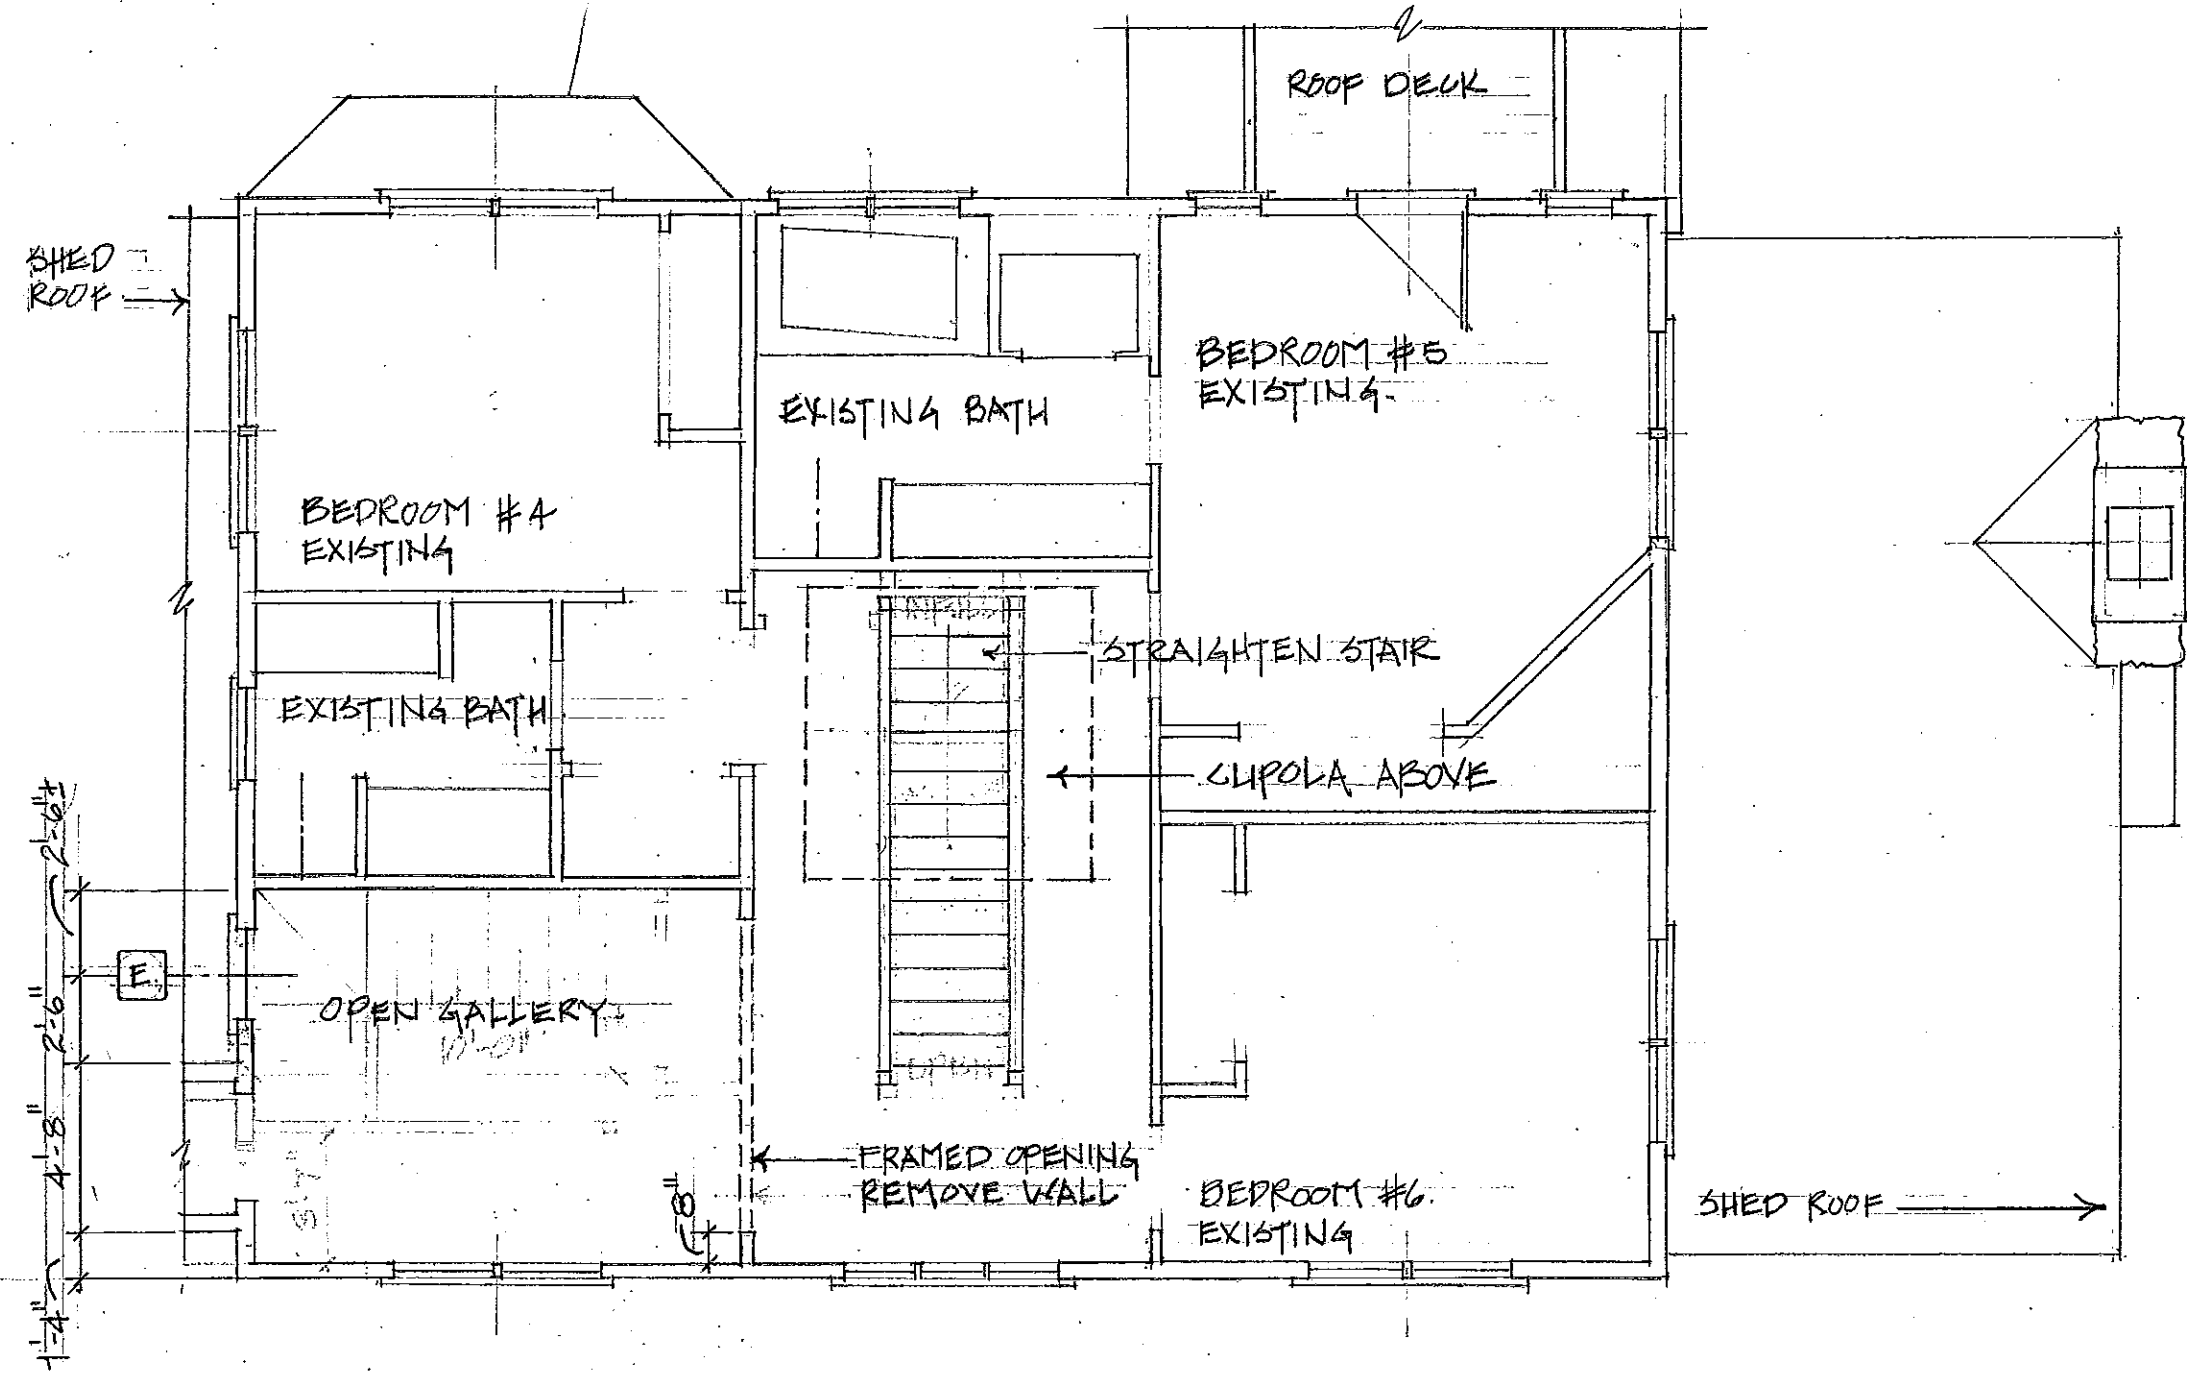 ROOF DECK
SHED
ROOF
BEDROOM #5
EXISTING.
EXISTING BATH
BEDROOM #4
EXISTING
STRAIGHTEN STAIR
EXISTING BATH
CUPOLA ABOVE
2'-6"±
E
2'-6"
OPEN GALLERY
4'-8"
FRAMED OPENING
REMOVE WALL
8"
BEDROOM #6.
EXISTING
SHED ROOF
1'-4"